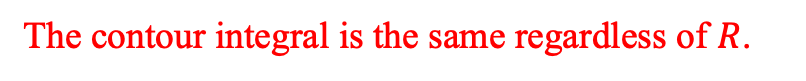 The contour integral is the same regardless of R.